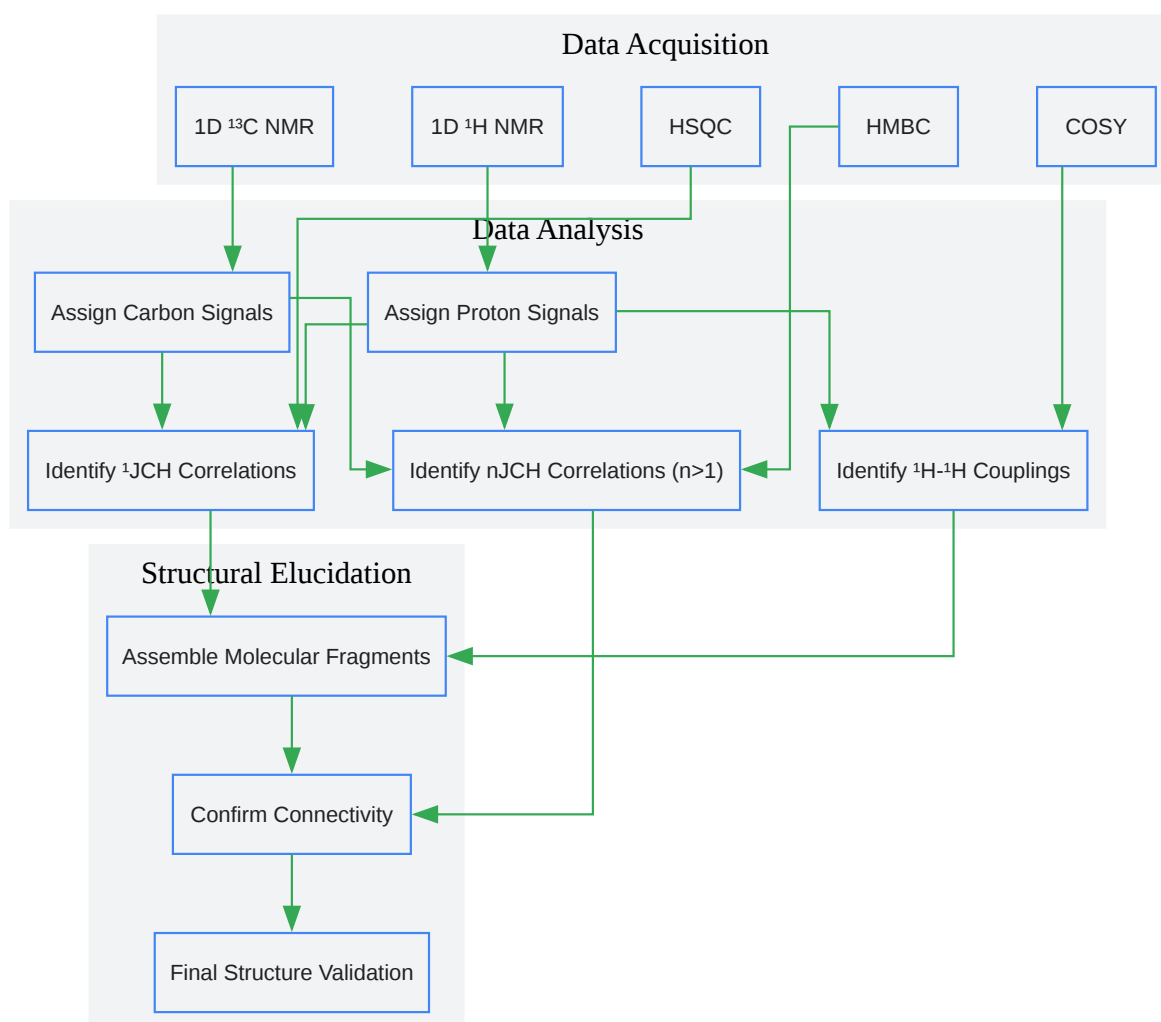 Data Acquisition
1D ¹³C NMR
1D ¹H NMR
HSQC
HMBC
COSY
Data Analysis
Assign Carbon Signals
Assign Proton Signals
Identify ¹JCH Correlations
Identify nJCH Correlations (n>1)
Identify ¹H-¹H Couplings
Structural Elucidation
Assemble Molecular Fragments
Confirm Connectivity
Final Structure Validation